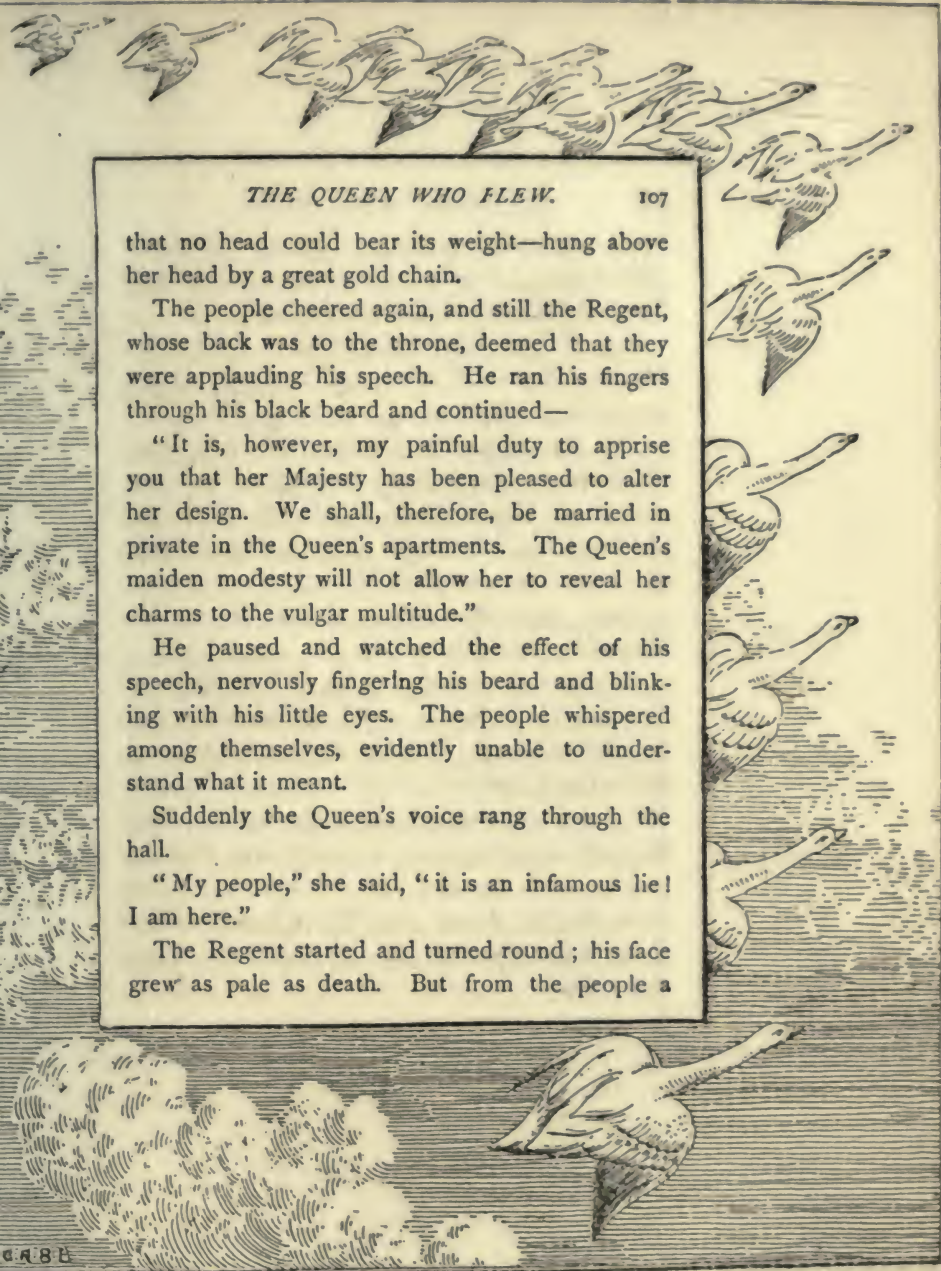 THE QUEEN WHO FLEW. 107
that no head could bear its weight—hung above
her head by a great gold chain.
The people cheered again, and still the Regent,
whose back was to the throne, deemed that they
were applauding his speech. He ran his fingers
through his black beard and continued—
“It is, however, my painful duty to apprise
you that her Majesty has been pleased to alter
her design. We shall, therefore, be married in
private in the Queen’s apartments. The Queen’s
maiden modesty will not allow her to reveal her
charms to the vulgar multitude.”
He paused and watched the effect of his
speech, nervously fingering his beard and blink-
ing with his little eyes. The people whispered
among themselves, evidently unable to under-
stand what it meant.
Suddenly the Queen’s voice rang through the
hall.
“My people,” she said, “it is an infamous lie!
I am here.”
The Regent started and turned round; his face
grew as pale as death. But from the people a